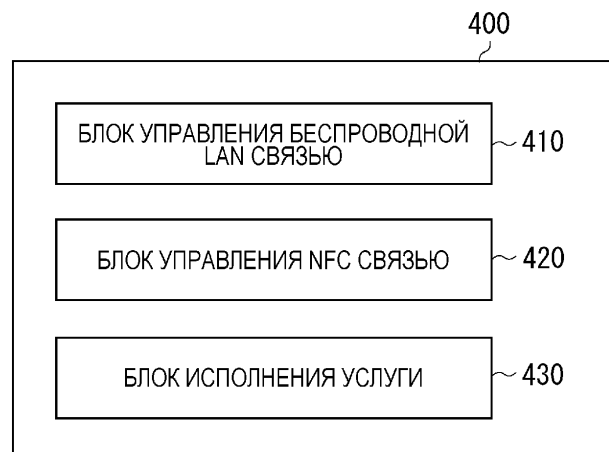 400
БЛОК УПРАВЛЕНИЯ БЕСПРОВОДНОЙ
LAN СВЯЗЬЮ
410
БЛОК УПРАВЛЕНИЯ NFC СВЯЗЬЮ
420
БЛОК ИСПОЛНЕНИЯ УСЛУГИ
430